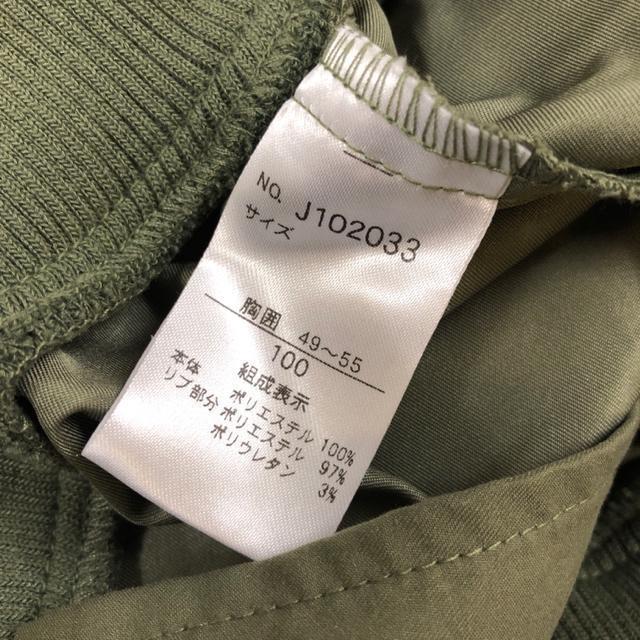 NO. J102033
サイズ
胸囲 49~55
100
組成表示
本体 ポリエステル 100%
リブ部分 ポリエステル 97%
ポリウレタン 3%